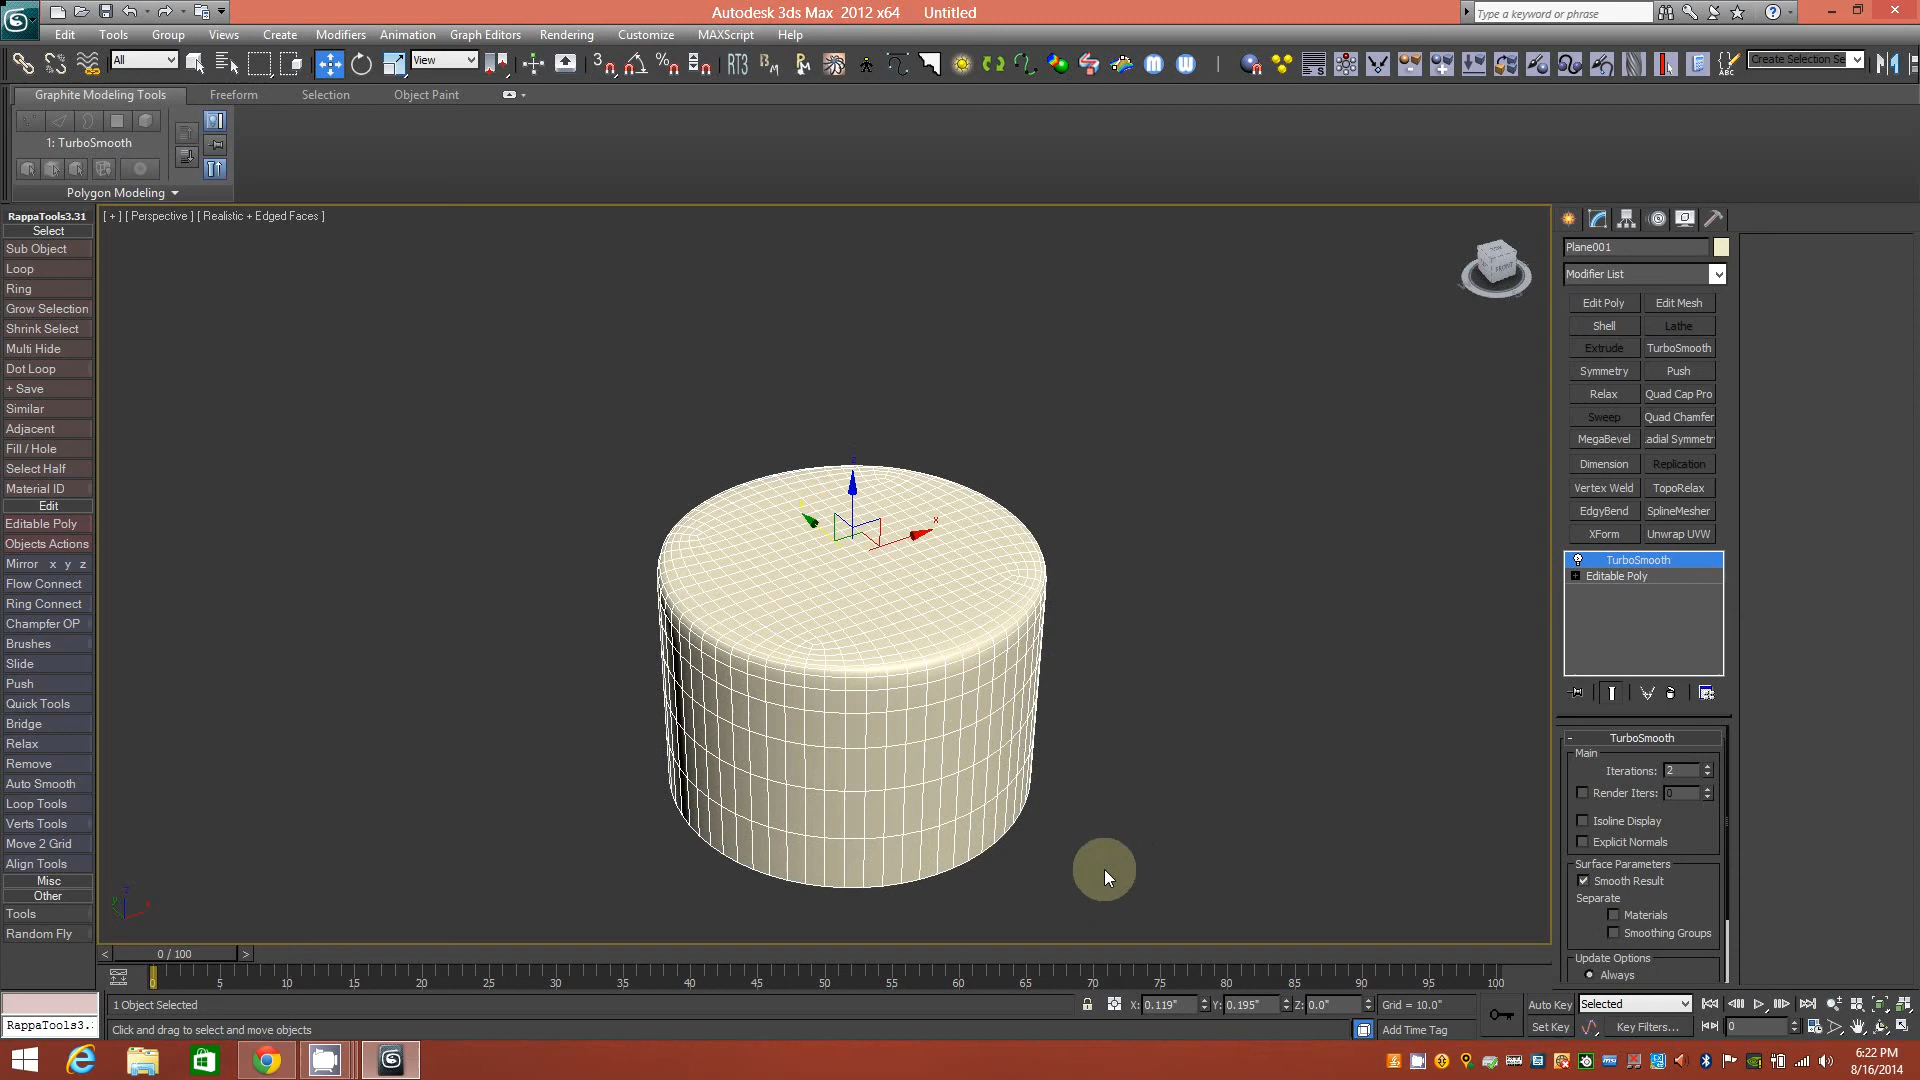 Autodesk 3ds Max 2012 x64 Untitled
Type a keyword or phrase
Edit Tools Group Views Create Modifiers Animation Graph Editors Rendering Customize MAXScript Help
All
View
RT3
Create Selection Se
Graphite Modeling Tools Freeform Selection Object Paint
1: TurboSmooth
Polygon Modeling
RappaTools3.31
Select
Sub Object
Loop
Ring
Grow Selection
Shrink Select
Multi Hide
Dot Loop
+ Save
Similar
Adjacent
Fill / Hole
Select Half
Material ID
Edit
Editable Poly
Objects Actions
Mirror x y z
Flow Connect
Ring Connect
Champfer OP
Brushes
Slide
Push
Quick Tools
Bridge
Relax
Remove
Auto Smooth
Loop Tools
Verts Tools
Move 2 Grid
Align Tools
Misc
Other
Tools
Random Fly
[ + ] [ Perspective ] [ Realistic + Edged Faces ]
FRONT
z
x
Plane001
Modifier List
Edit Poly Edit Mesh
Shell Lathe
Extrude TurboSmooth
Symmetry Push
Relax Quad Cap Pro
Sweep Quad Chamfer
MegaBevel adial Symmetr
Dimension Replication
Vertex Weld TopoRelax
EdgyBend SplineMesher
XForm Unwrap UVW
TurboSmooth
Editable Poly
- TurboSmooth
Main
Iterations: 2
Render Iters: 0
Isoline Display
Explicit Normals
Surface Parameters
Smooth Result
Separate
Materials
Smoothing Groups
Update Options
Always
< 0 / 100 >
0 5 10 15 20 25 30 35 40 45 50 55 60 65 70 75 80 85 90 95 100
1 Object Selected
X: 0.119" Y: 0.195" Z: 0.0" Grid = 10.0"
Auto Key Selected
RappaTools3.
Click and drag to select and move objects
Add Time Tag
Set Key Key Filters... 0
6:22 PM
8/16/2014